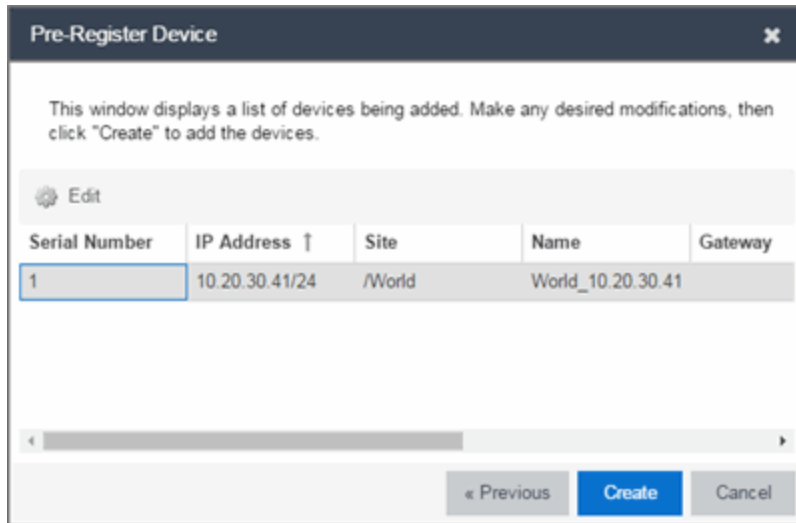 Pre-Register Device
This window displays a list of devices being added. Make any desired modifications, then
click "Create" to add the devices.
Edit
Serial Number IP Address ↑ Site Name Gateway
1 10.20.30.41/24 /World World_10.20.30.41
« Previous Create Cancel